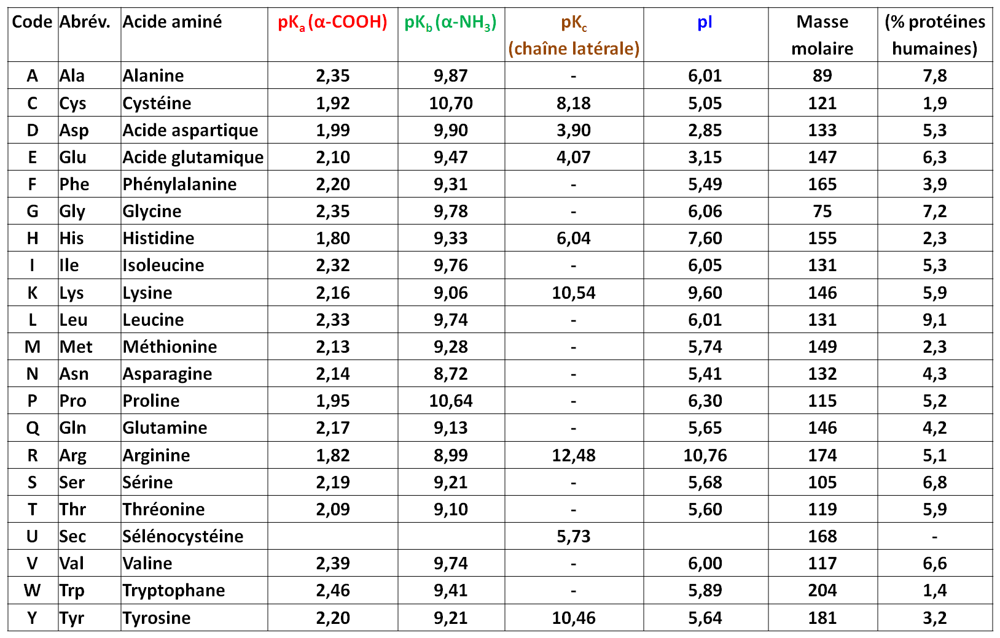 Code Abrév. Acide aminé pKa (α-COOH) pKb (α-NH3) pKc (chaîne latérale) pI Masse molaire (% protéines humaines)
A Ala Alanine 2,35 9,87 - 6,01 89 7,8
C Cys Cystéine 1,92 10,70 8,18 5,05 121 1,9
D Asp Acide aspartique 1,99 9,90 3,90 2,85 133 5,3
E Glu Acide glutamique 2,10 9,47 4,07 3,15 147 6,3
F Phe Phénylalanine 2,20 9,31 - 5,49 165 3,9
G Gly Glycine 2,35 9,78 - 6,06 75 7,2
H His Histidine 1,80 9,33 6,04 7,60 155 2,3
I Ile Isoleucine 2,32 9,76 - 6,05 131 5,3
K Lys Lysine 2,16 9,06 10,54 9,60 146 5,9
L Leu Leucine 2,33 9,74 - 6,01 131 9,1
M Met Méthionine 2,13 9,28 - 5,74 149 2,3
N Asn Asparagine 2,14 8,72 - 5,41 132 4,3
P Pro Proline 1,95 10,64 - 6,30 115 5,2
Q Gln Glutamine 2,17 9,13 - 5,65 146 4,2
R Arg Arginine 1,82 8,99 12,48 10,76 174 5,1
S Ser Sérine 2,19 9,21 - 5,68 105 6,8
T Thr Thréonine 2,09 9,10 - 5,60 119 5,9
U Sec Sélénocystéine 5,73 168 -
V Val Valine 2,39 9,74 - 6,00 117 6,6
W Trp Tryptophane 2,46 9,41 - 5,89 204 1,4
Y Tyr Tyrosine 2,20 9,21 10,46 5,64 181 3,2